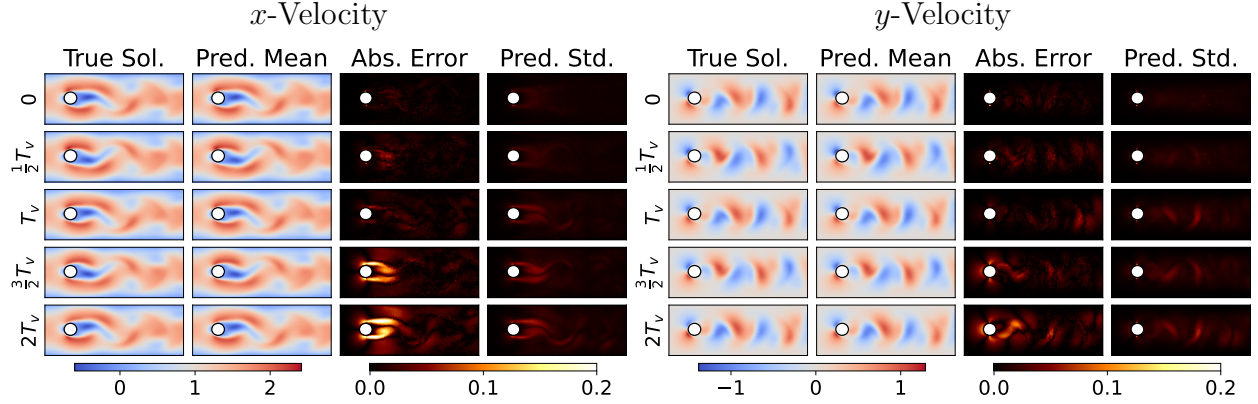 x-Velocity
y-Velocity
True Sol. Pred. Mean Abs. Error Pred. Std. True Sol. Pred. Mean Abs. Error Pred. Std.
0 0
1/2 T_v 1/2 T_v
T_v T_v
3/2 T_v 3/2 T_v
2T_v 2T_v
0 1 2 0.0 0.1 0.2 −1 0 1 0.0 0.1 0.2